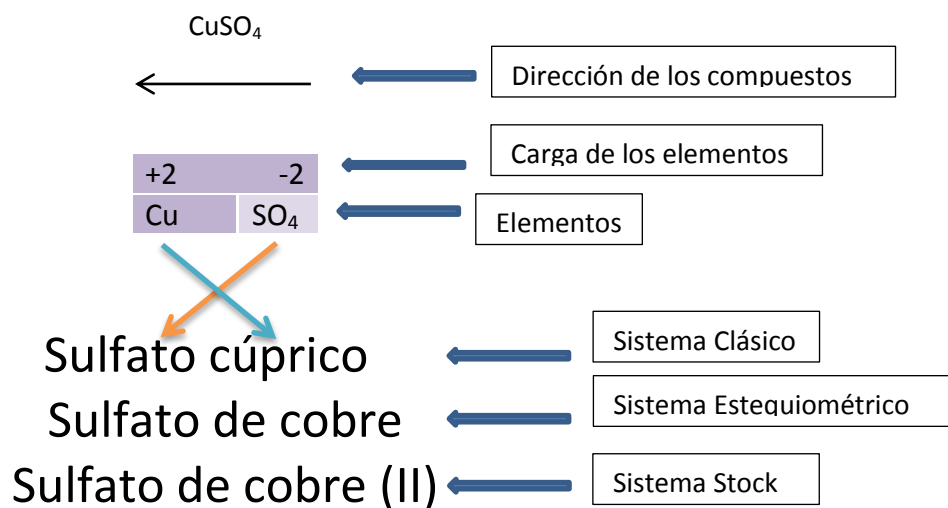 CuSO₄
Dirección de los compuestos
Carga de los elementos
+2 -2
Cu SO₄
Elementos
Sulfato cúprico
Sistema Clásico
Sulfato de cobre
Sistema Estequiométrico
Sulfato de cobre (II)
Sistema Stock